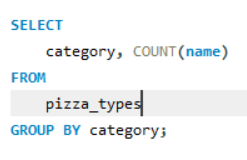 SELECT
    category, COUNT(name)
FROM
    pizza_types
GROUP BY category;